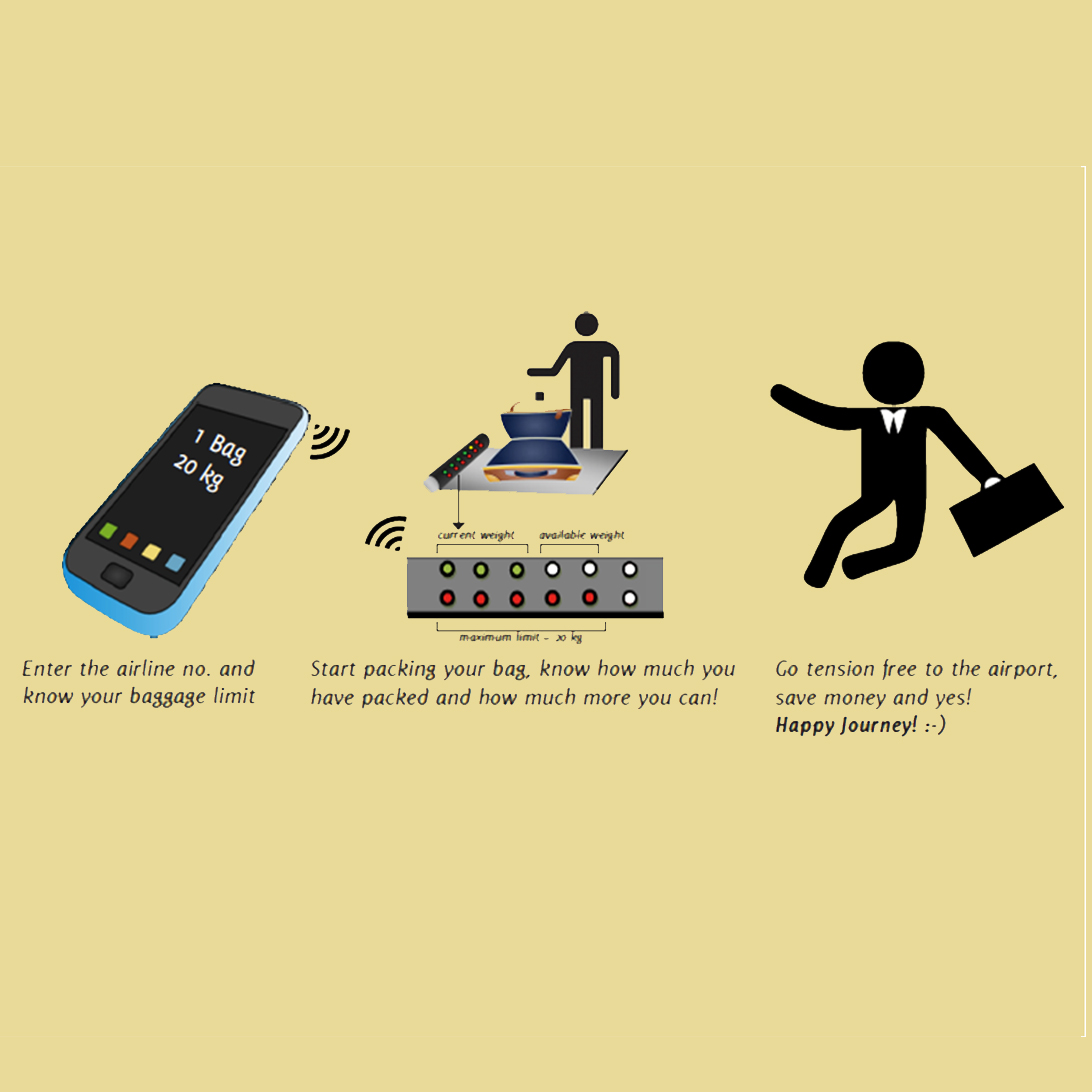 1 Bag
20 kg
current weight
available weight
maximum limit - 20 kg
Enter the airline no. and
know your baggage limit
Start packing your bag, know how much you
have packed and how much more you can!
Go tension free to the airport,
save money and yes!
Happy Journey! :-)